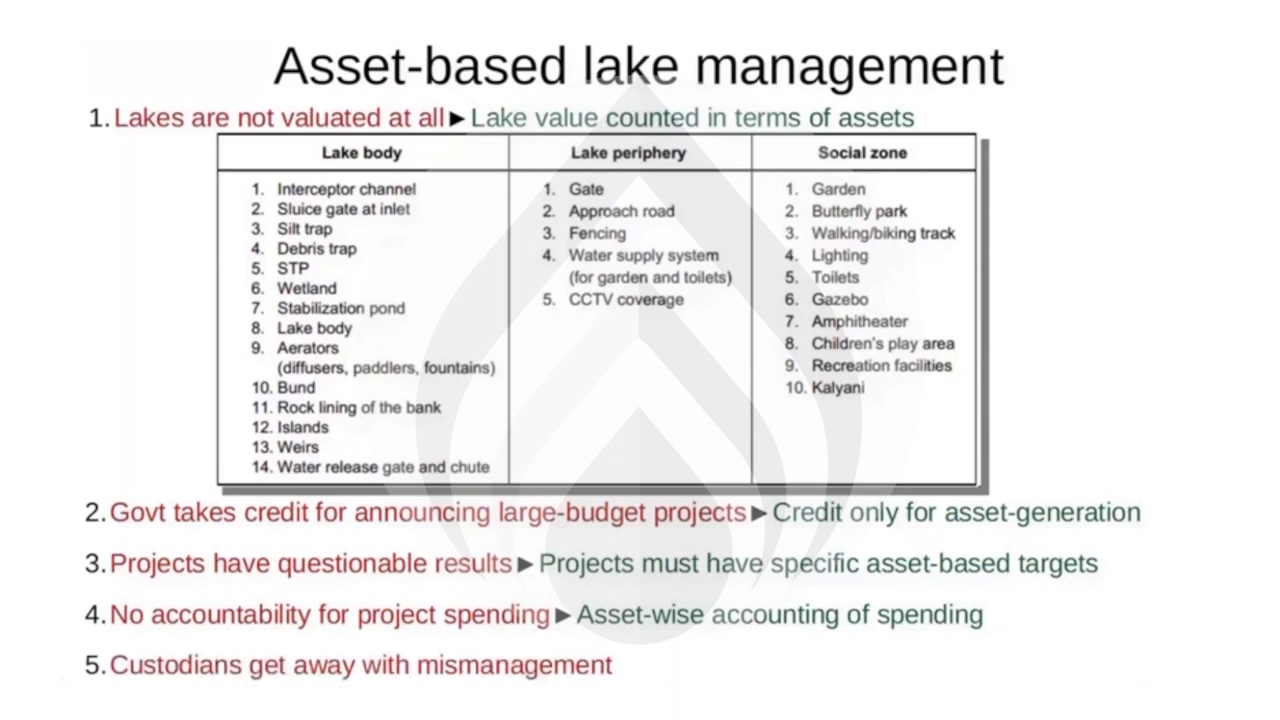 Asset-based lake management
1. Lakes are not valuated at all ► Lake value counted in terms of assets
Lake body
1. Interceptor channel
2. Sluice gate at inlet
3. Silt trap
4. Debris trap
5. STP
6. Wetland
7. Stabilization pond
8. Lake body
9. Aerators
(diffusers, paddlers, fountains)
10. Bund
11. Rock lining of the bank
12. Islands
13. Weirs
14. Water release gate and chute
Lake periphery
1. Gate
2. Approach road
3. Fencing
4. Water supply system
(for garden and toilets)
5. CCTV coverage
Social zone
1. Garden
2. Butterfly park
3. Walking/biking track
4. Lighting
5. Toilets
6. Gazebo
7. Amphitheater
8. Children's play area
9. Recreation facilities
10. Kalyani
2. Govt takes credit for announcing large-budget projects ► Credit only for asset-generation
3. Projects have questionable results ► Projects must have specific asset-based targets
4. No accountability for project spending ► Asset-wise accounting of spending
5. Custodians get away with mismanagement